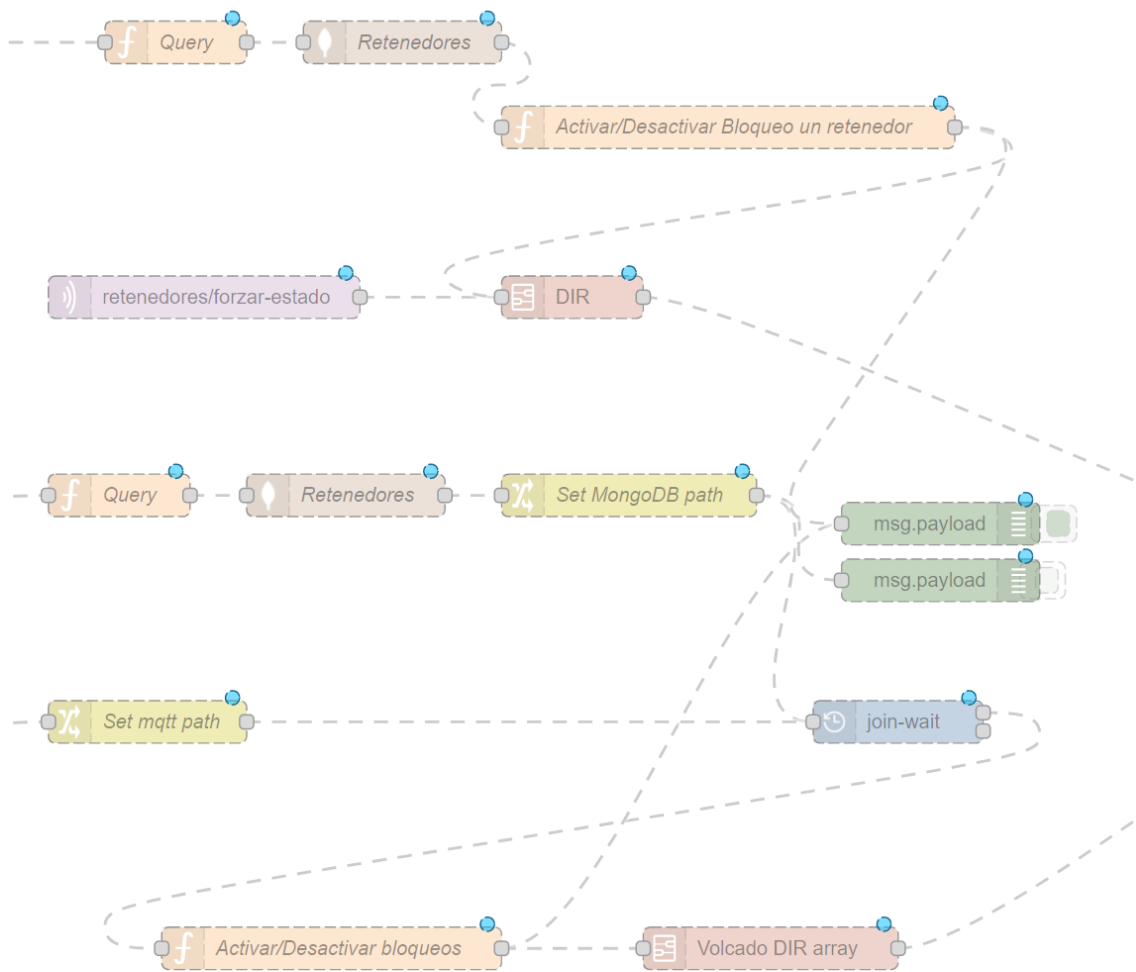 Query
Retenedores
Activar/Desactivar Bloqueo un retenedor
retenedores/forzar-estado
DIR
Query
Retenedores
Set MongoDB path
msg.payload
msg.payload
Set mqtt path
join-wait
Activar/Desactivar bloqueos
Volcado DIR array